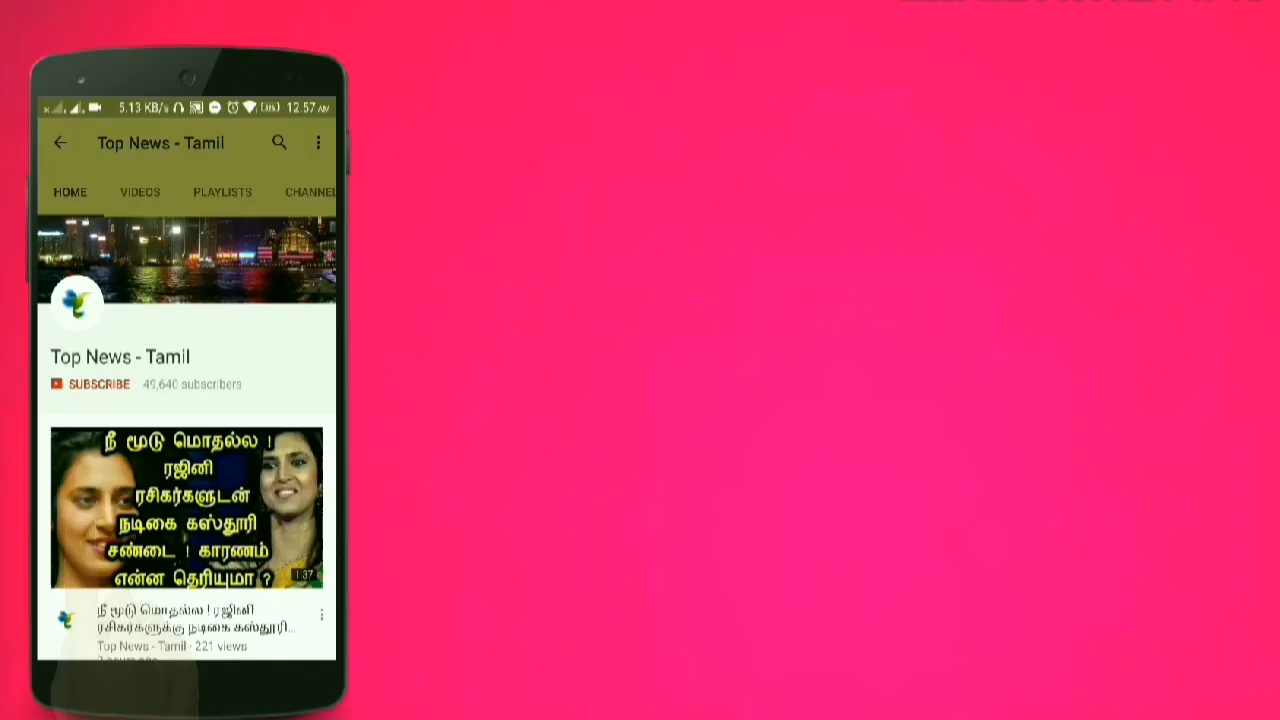 5.13 KB/s 12.57 AM
Top News - Tamil
HOME VIDEOS PLAYLISTS CHANNEL
Top News - Tamil
SUBSCRIBE 49,640 subscribers
நீ மூடு மொதல்ல !
ரஜினி
ரசிகர்களுடன்
நடிகை கஸ்தூரி
சண்டை ! காரணம்
என்ன தெரியுமா ?
1:37
நீ மூடு மொதல்ல ! ரஜினி
ரசிகர்களுக்கு நடிகை கஸ்தூரி...
Top News - Tamil · 221 views